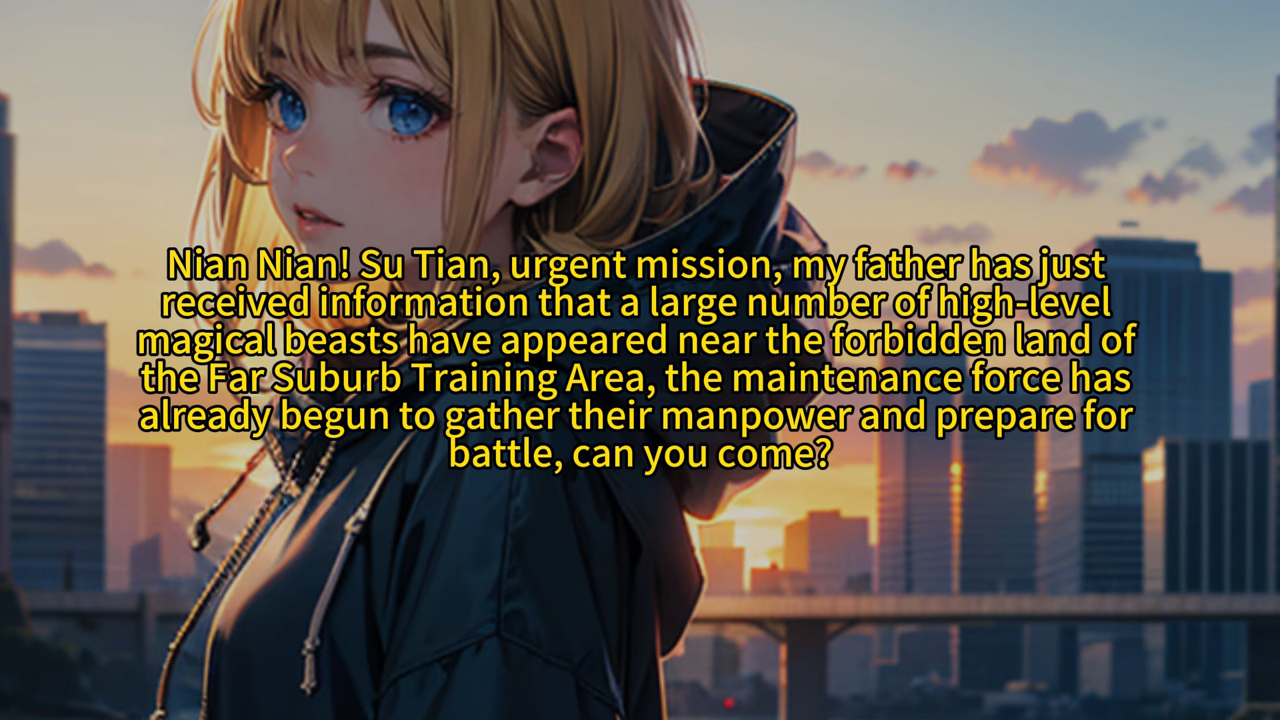 Nian Nian! Su Tian, urgent mission, my father has just
received information that a large number of high-level
magical beasts have appeared near the forbidden land of
the Far Suburb Training Area, the maintenance force has
already begun to gather their manpower and prepare for
battle, can you come?